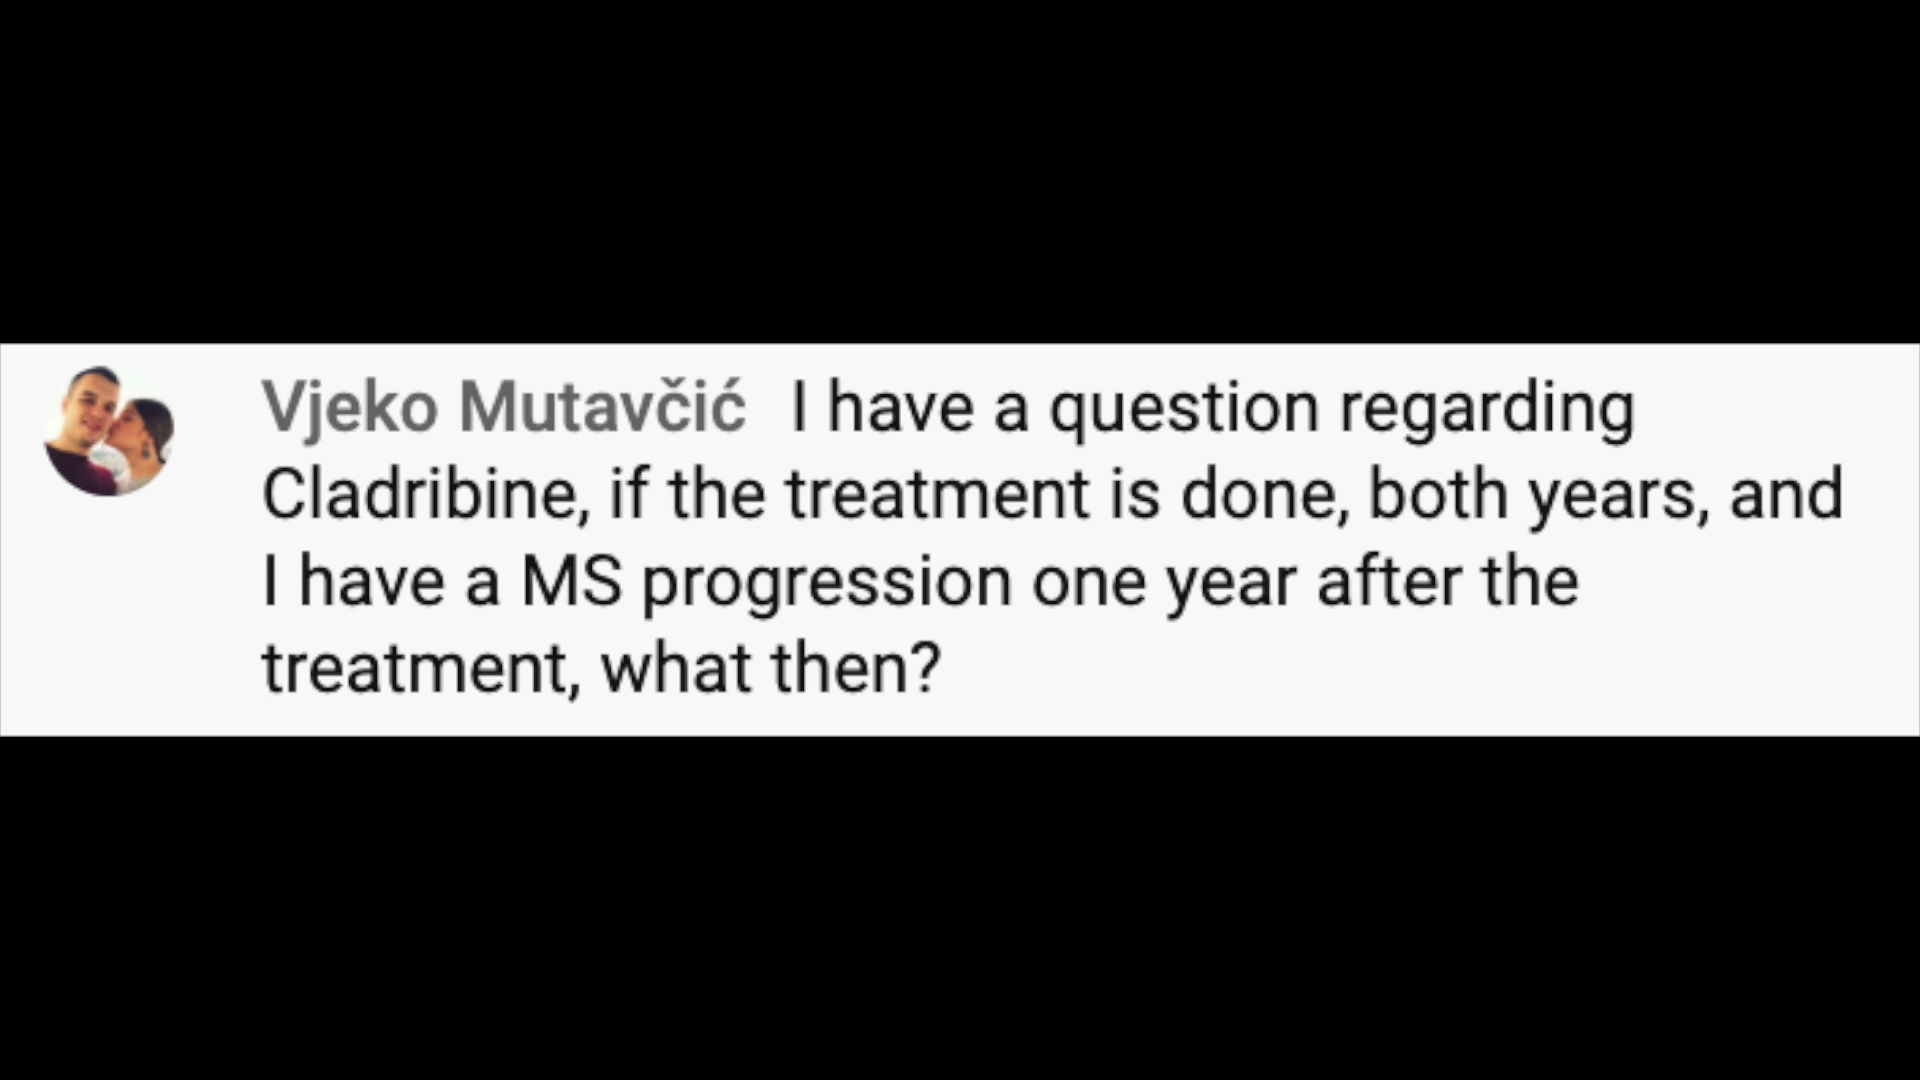 Vjeko Mutavčić I have a question regarding
Cladribine, if the treatment is done, both years, and
I have a MS progression one year after the
treatment, what then?